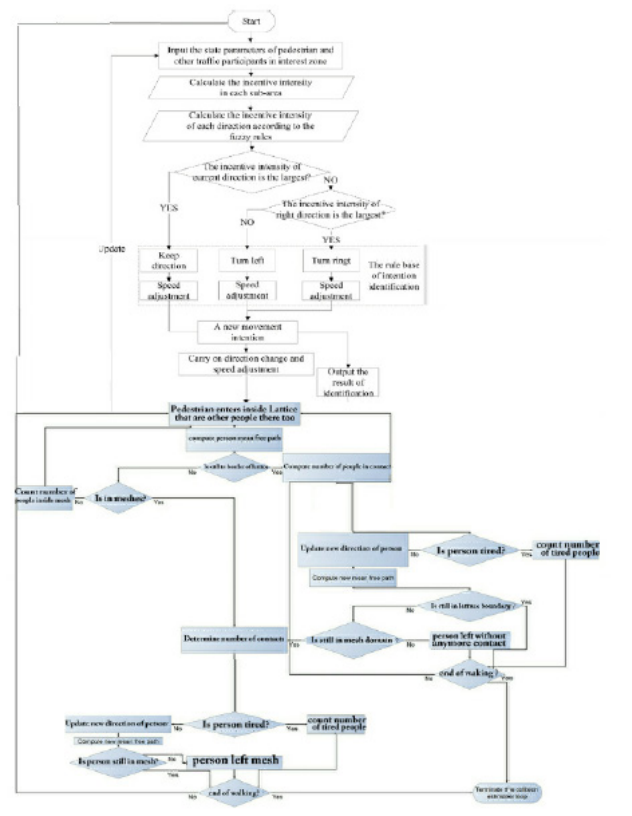 Start
Input the state parameters of pedestrian and
other traffic participants in interest zone
Calculate the incentive intensity
in each sub-area
Calculate the incentive intensity
of each direction according to the
fuzzy rules
The incentive intensity of
current direction is the largest?
NO
YES
The incentive intensity of
right direction is the largest?
NO
YES
Update
Keep
direction
Turn left
Turn
The rule base
of intention
identification
Speed
adjustment
Speed
adjustment
Speed
adjustment
A new movement
intention
Carry on direction change and
speed adjustment
Output the
result of
identification
Pedestrian enters inside Lattice
that are other people there too
compute person mean free path
No
Yes
Compute number of people in contact
Count number of
people inside mesh
No
Is in meshes?
Yes
Update new direction of person
No
Is person tired?
Yes
count number
of tired people
Compute new mean free path
Is still in lattice boundary?
Yes
No
Determine number of contacts
Yes
Is still in mesh domain ?
No
person left without
anymore contact
end of waking ?
No
Yes
Update new direction of person
No
Is person tired?
Yes
count number
of tired people
Compute new mean free path
Is person still in mesh?
No
person left mesh
Yes
end of walking?
No
Yes
Terminate the collision
estimator loop